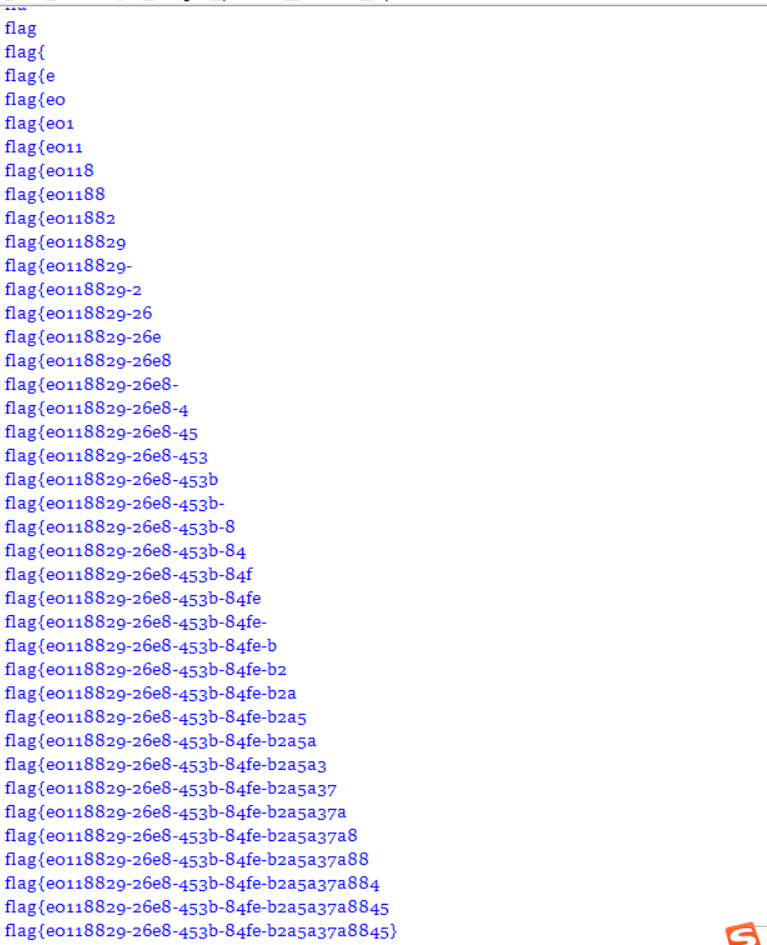 flag
flag{
flag{e
flag{e0
flag{e01
flag{e011
flag{e0118
flag{e01188
flag{e011882
flag{e0118829
flag{e0118829-
flag{e0118829-2
flag{e0118829-26
flag{e0118829-26e
flag{e0118829-26e8
flag{e0118829-26e8-
flag{e0118829-26e8-4
flag{e0118829-26e8-45
flag{e0118829-26e8-453
flag{e0118829-26e8-453b
flag{e0118829-26e8-453b-
flag{e0118829-26e8-453b-8
flag{e0118829-26e8-453b-84
flag{e0118829-26e8-453b-84f
flag{e0118829-26e8-453b-84fe
flag{e0118829-26e8-453b-84fe-
flag{e0118829-26e8-453b-84fe-b
flag{e0118829-26e8-453b-84fe-b2
flag{e0118829-26e8-453b-84fe-b2a
flag{e0118829-26e8-453b-84fe-b2a5
flag{e0118829-26e8-453b-84fe-b2a5a
flag{e0118829-26e8-453b-84fe-b2a5a3
flag{e0118829-26e8-453b-84fe-b2a5a37
flag{e0118829-26e8-453b-84fe-b2a5a37a
flag{e0118829-26e8-453b-84fe-b2a5a37a8
flag{e0118829-26e8-453b-84fe-b2a5a37a88
flag{e0118829-26e8-453b-84fe-b2a5a37a884
flag{e0118829-26e8-453b-84fe-b2a5a37a8845
flag{e0118829-26e8-453b-84fe-b2a5a37a8845}